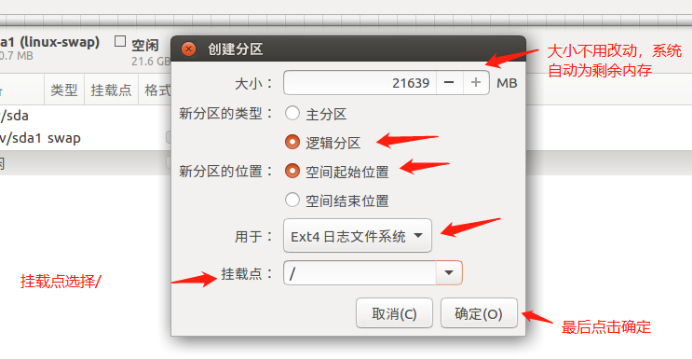 a1 (linux-swap) 空闲
0.7 MB 21.6 G
创建分区
大小不用改动，系统
自动为剩余内存
大小： 21639 − + MB
类型 挂载点 格式
新分区的类型： 主分区
/sda
逻辑分区
v/sda1 swap
新分区的位置： 空间起始位置
空间结束位置
用于： Ext4 日志文件系统
挂载点选择/
挂载点： /
取消(C) 确定(O)
最后点击确定